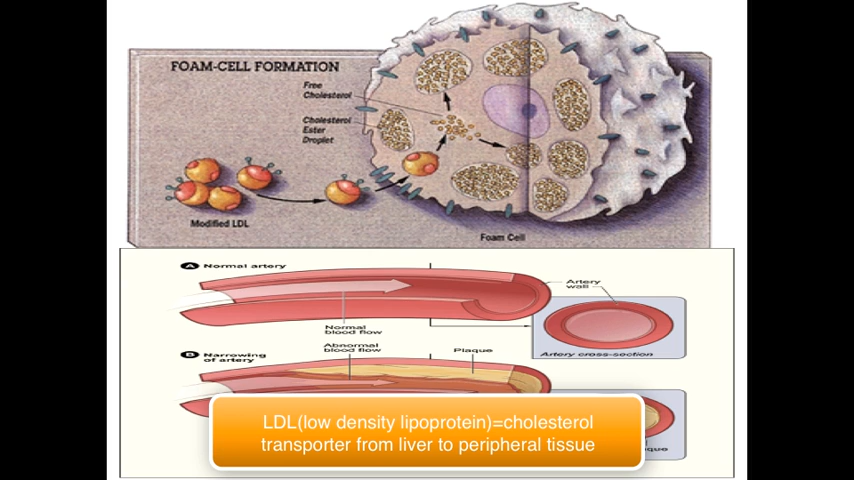 FOAM-CELL FORMATION
Free
Cholesterol
Cholesterol
Ester
Droplet
Modified LDL
Foam Cell
A Normal artery
Artery
wall
Normal
blood flow
Artery cross-section
B Narrowing
of artery
Abnormal
blood flow
Plaque
LDL(low density lipoprotein)=cholesterol
transporter from liver to peripheral tissue